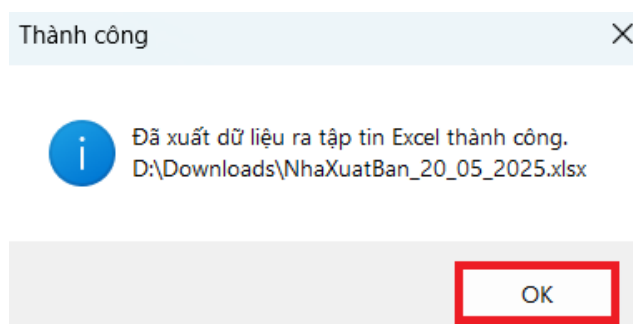 Thành công
Đã xuất dữ liệu ra tập tin Excel thành công.
D:\Downloads\NhaXuatBan_20_05_2025.xlsx
OK